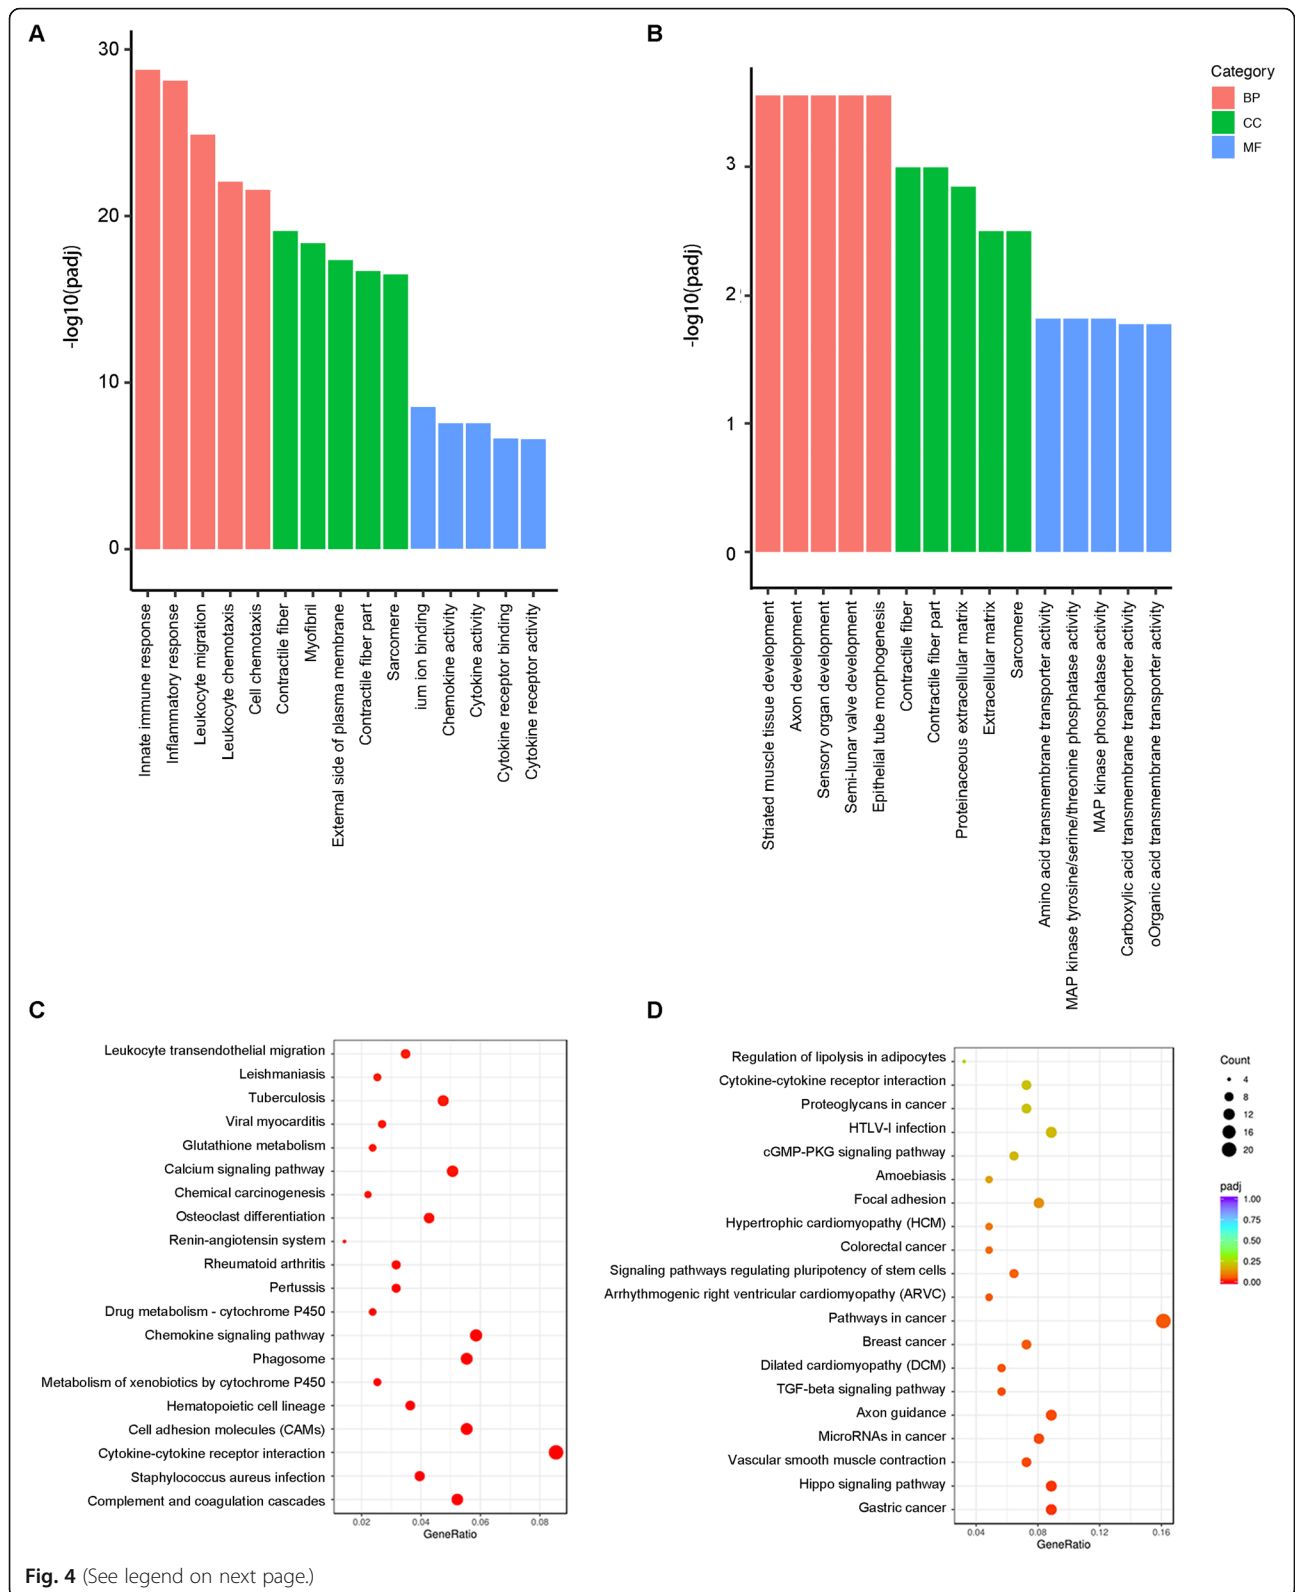 A
30
20
10
0
-log10(padj)
Innate immune response
Inflammatory response
Leukocyte migration
Leukocyte chemotaxis
Cell chemotaxis
Contractile fiber
Myofibril
External side of plasma membrane
Contractile fiber part
Sarcomere
ium ion binding
Chemokine activity
Cytokine activity
Cytokine receptor binding
Cytokine receptor activity
B
3
2
1
0
-log10(padj)
Striated muscle tissue development
Axon development
Sensory organ development
Semi-lunar valve development
Epithelial tube morphogenesis
Contractile fiber
Contractile fiber part
Proteinaceous extracellular matrix
Extracellular matrix
Sarcomere
Amino acid transmembrane transporter activity
MAP kinase tyrosine/serine/threonine phosphatase activity
MAP kinase phosphatase activity
Carboxylic acid transmembrane transporter activity
oOrganic acid transmembrane transporter activity
Category
BP
CC
MF
C
Leukocyte transendothelial migration
Leishmaniasis
Tuberculosis
Viral myocarditis
Glutathione metabolism
Calcium signaling pathway
Chemical carcinogenesis
Osteoclast differentiation
Renin-angiotensin system
Rheumatoid arthritis
Pertussis
Drug metabolism - cytochrome P450
Chemokine signaling pathway
Phagosome
Metabolism of xenobiotics by cytochrome P450
Hematopoietic cell lineage
Cell adhesion molecules (CAMs)
Cytokine-cytokine receptor interaction
Staphylococcus aureus infection
Complement and coagulation cascades
0.02 0.04 0.06 0.08
GeneRatio
D
Regulation of lipolysis in adipocytes
Cytokine-cytokine receptor interaction
Proteoglycans in cancer
HTLV-I infection
cGMP-PKG signaling pathway
Amoebiasis
Focal adhesion
Hypertrophic cardiomyopathy (HCM)
Colorectal cancer
Signaling pathways regulating pluripotency of stem cells
Arrhythmogenic right ventricular cardiomyopathy (ARVC)
Pathways in cancer
Breast cancer
Dilated cardiomyopathy (DCM)
TGF-beta signaling pathway
Axon guidance
MicroRNAs in cancer
Vascular smooth muscle contraction
Hippo signaling pathway
Gastric cancer
0.04 0.08 0.12 0.16
GeneRatio
Count
4
8
12
16
20
padj
1.00
0.75
0.50
0.25
0.00
Fig. 4 (See legend on next page.)